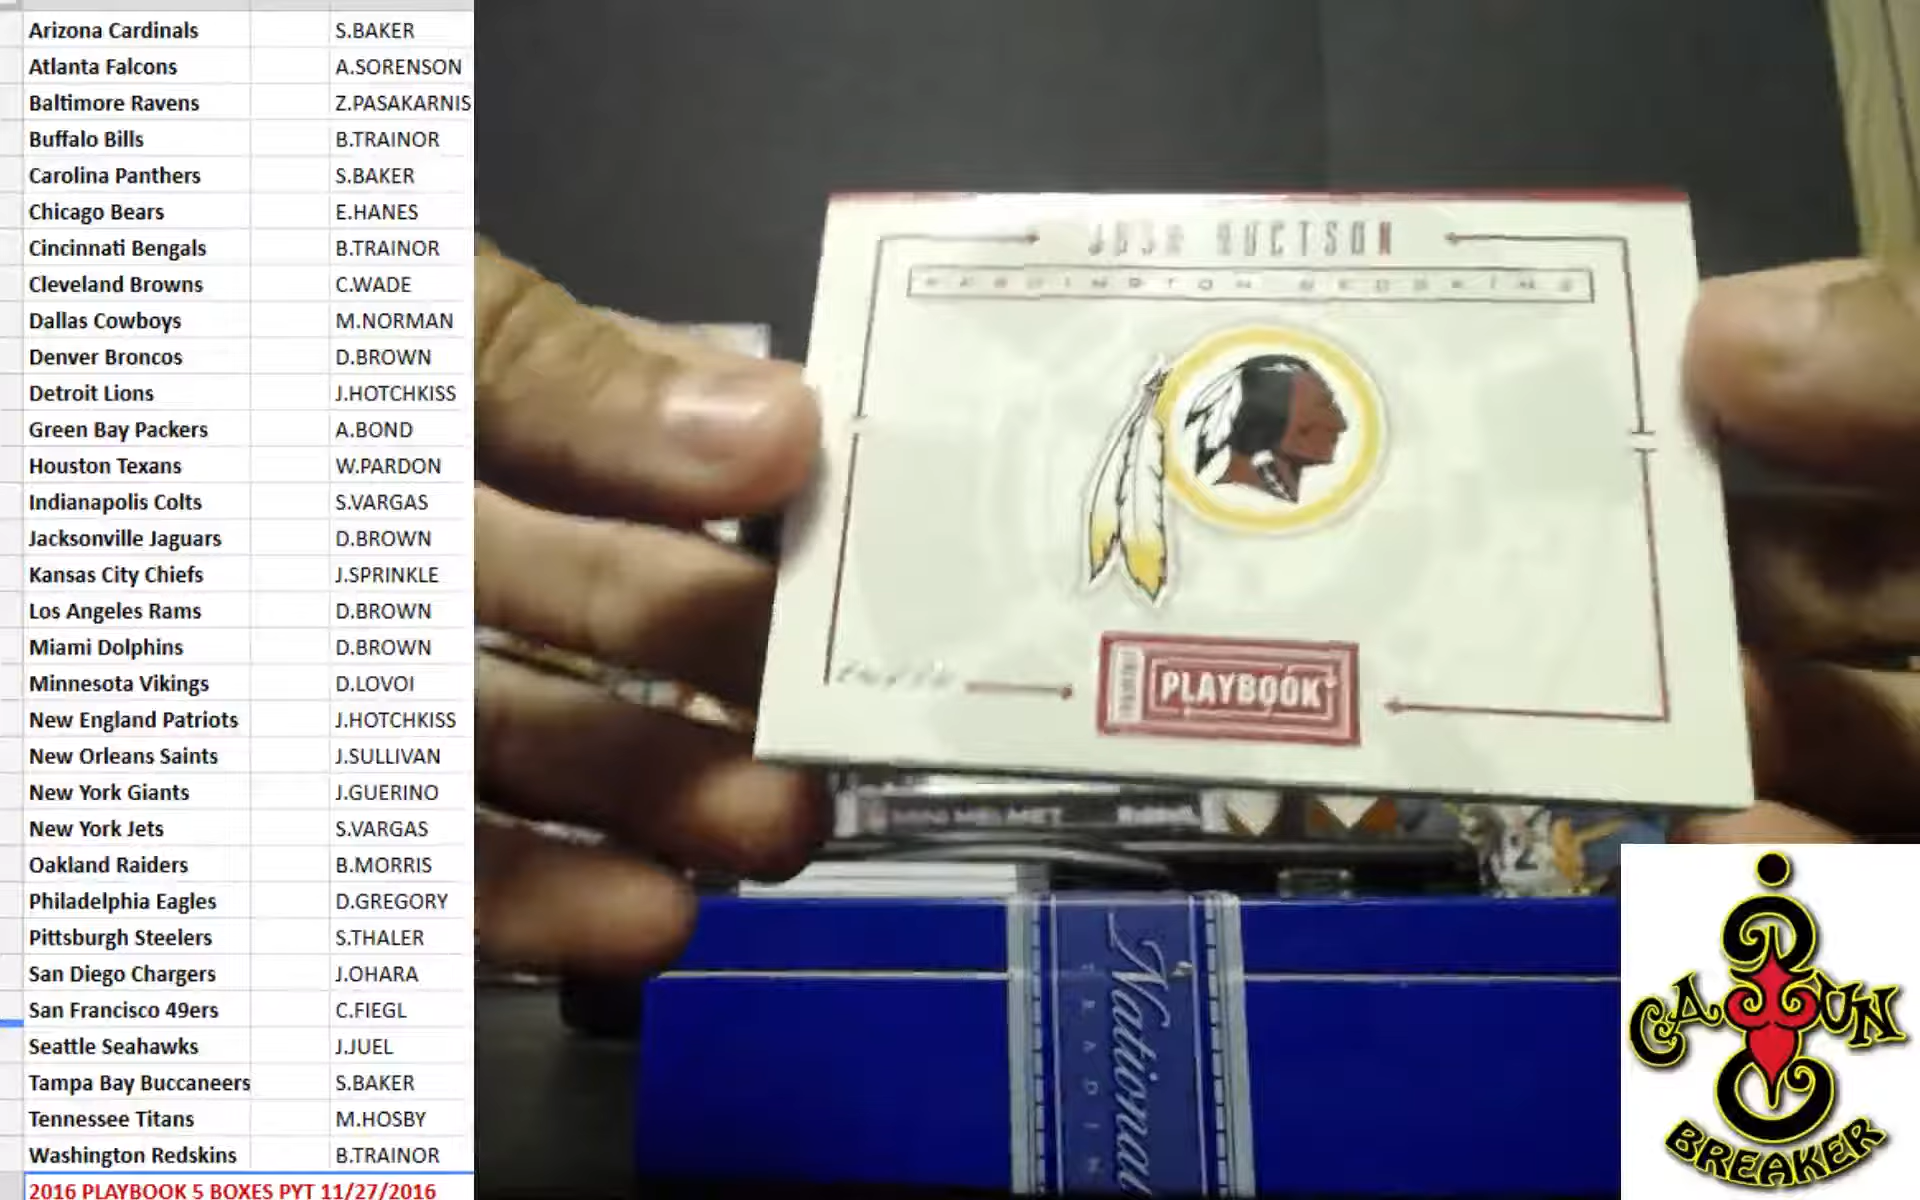 Arizona Cardinals S.BAKER
Atlanta Falcons A.SORENSON
Baltimore Ravens Z.PASAKARNIS
Buffalo Bills B.TRAINOR
Carolina Panthers S.BAKER
Chicago Bears E.HANES
Cincinnati Bengals B.TRAINOR
Cleveland Browns C.WADE
Dallas Cowboys M.NORMAN
Denver Broncos D.BROWN
Detroit Lions J.HOTCHKISS
Green Bay Packers A.BOND
Houston Texans W.PARDON
Indianapolis Colts S.VARGAS
Jacksonville Jaguars D.BROWN
Kansas City Chiefs J.SPRINKLE
Los Angeles Rams D.BROWN
Miami Dolphins D.BROWN
Minnesota Vikings D.LOVOI
New England Patriots J.HOTCHKISS
New Orleans Saints J.SULLIVAN
New York Giants J.GUERINO
New York Jets S.VARGAS
Oakland Raiders B.MORRIS
Philadelphia Eagles D.GREGORY
Pittsburgh Steelers S.THALER
San Diego Chargers J.OHARA
San Francisco 49ers C.FIEGL
Seattle Seahawks J.JUEL
Tampa Bay Buccaneers S.BAKER
Tennessee Titans M.HOSBY
Washington Redskins B.TRAINOR
2016 PLAYBOOK 5 BOXES PYT 11/27/2016
WASHINGTON REDSKINS
PLAYBOOK
MINI HELMET Riddell
National
TRADIN
CAJUN
BREAKER